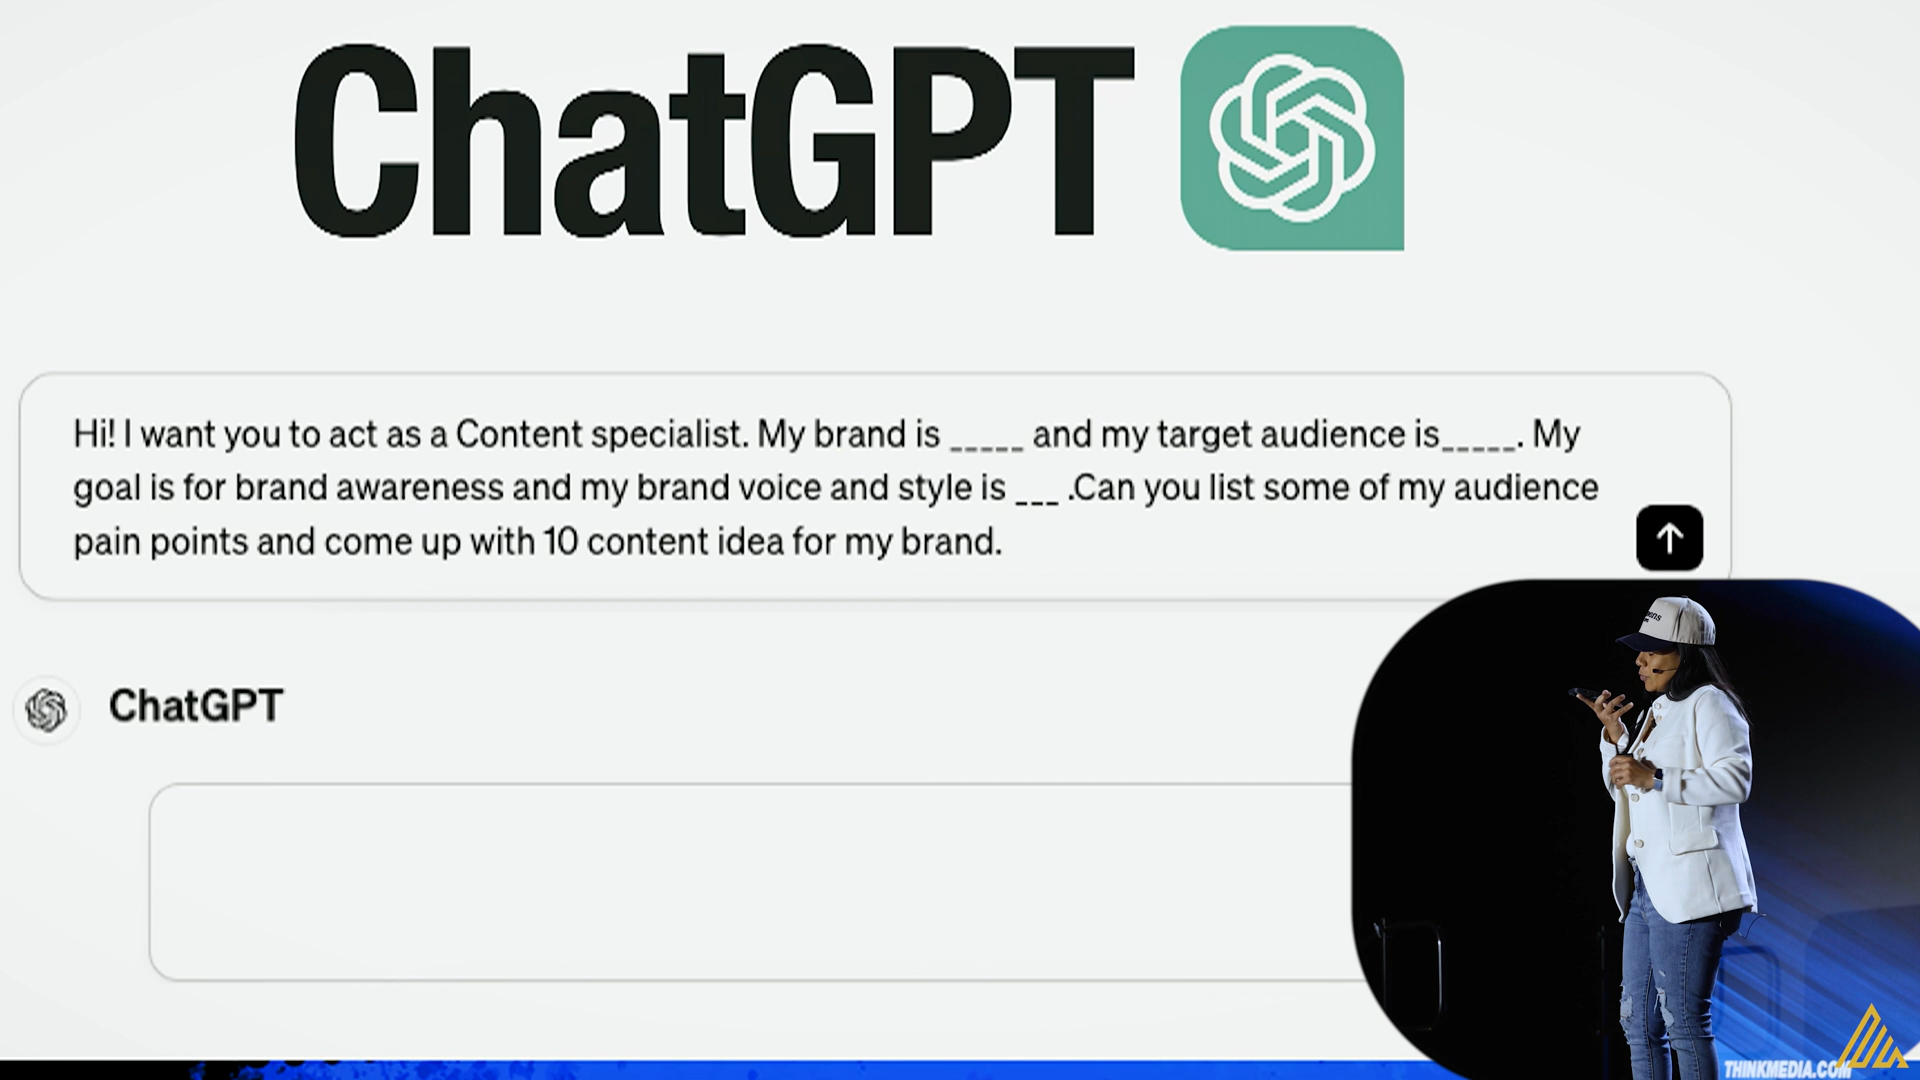 ChatGPT
Hi! I want you to act as a Content specialist. My brand is _____ and my target audience is_____. My
goal is for brand awareness and my brand voice and style is ___ .Can you list some of my audience
pain points and come up with 10 content idea for my brand.
ChatGPT
THINKMEDIA.COM